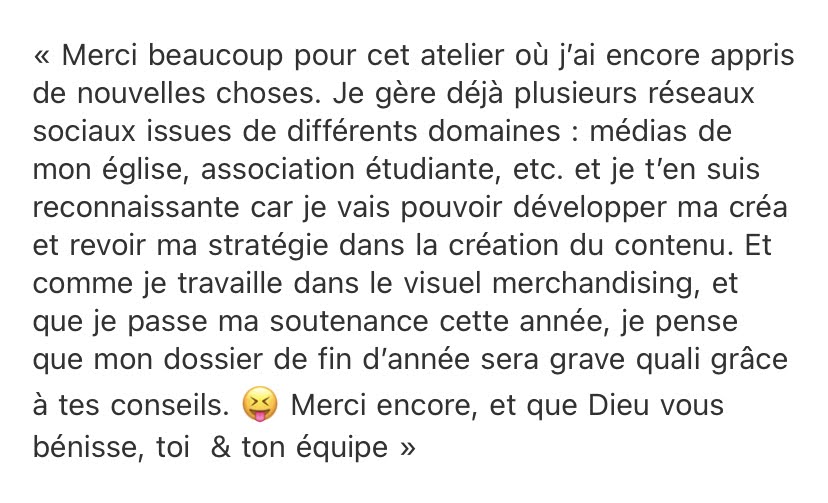 « Merci beaucoup pour cet atelier où j’ai encore appris
de nouvelles choses. Je gère déjà plusieurs réseaux
sociaux issues de différents domaines : médias de
mon église, association étudiante, etc. et je t’en suis
reconnaissante car je vais pouvoir développer ma créa
et revoir ma stratégie dans la création du contenu. Et
comme je travaille dans le visuel merchandising, et
que je passe ma soutenance cette année, je pense
que mon dossier de fin d’année sera grave quali grâce
à tes conseils. 😝 Merci encore, et que Dieu vous
bénisse, toi  & ton équipe »